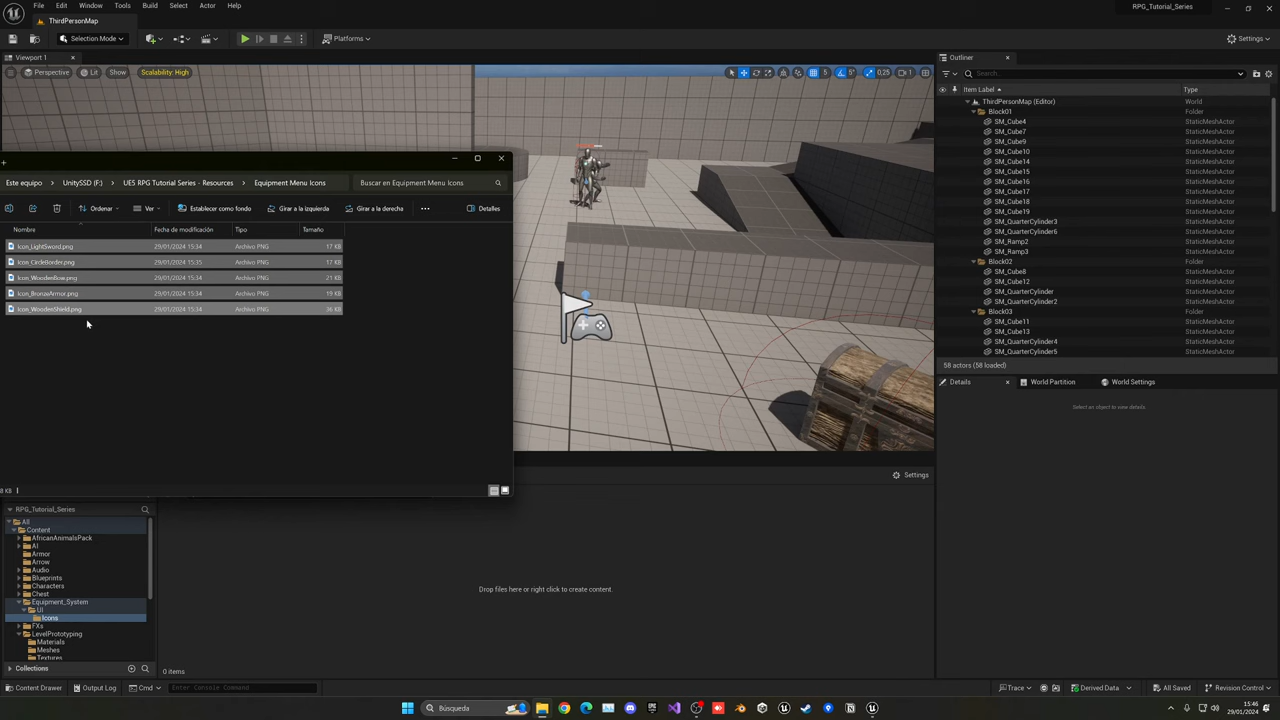 File Edit Window Tools Build Select Actor Help
RPG_Tutorial_Series
ThirdPersonMap
Selection Mode
Platforms
Settings
Viewport 1
Perspective Lit Show Scalability: High
5 5° 0,25 1
Outliner
Search...
Item Label Type
ThirdPersonMap (Editor) World
Block01 Folder
SM_Cube4 StaticMeshActor
SM_Cube7 StaticMeshActor
SM_Cube9 StaticMeshActor
SM_Cube10 StaticMeshActor
SM_Cube14 StaticMeshActor
SM_Cube15 StaticMeshActor
SM_Cube16 StaticMeshActor
SM_Cube17 StaticMeshActor
SM_Cube18 StaticMeshActor
SM_Cube19 StaticMeshActor
SM_QuarterCylinder3 StaticMeshActor
SM_QuarterCylinder6 StaticMeshActor
SM_Ramp2 StaticMeshActor
SM_Ramp3 StaticMeshActor
Block02 Folder
SM_Cube8 StaticMeshActor
SM_QuarterCylinder StaticMeshActor
SM_QuarterCylinder2 StaticMeshActor
Block03 Folder
SM_Cube11 StaticMeshActor
SM_Cube13 StaticMeshActor
SM_QuarterCylinder4 StaticMeshActor
SM_QuarterCylinder5 StaticMeshActor
58 actors (58 loaded)
Details World Partition World Settings
Select an object to view details.
Este equipo > UnitySSD (F:) > UE5 RPG Tutorial Series - Resources > Equipment Menu Icons
Buscar en Equipment Menu Icons
Ordenar Ver Establecer como fondo Girar a la izquierda Girar a la derecha ... Detalles
Nombre Fecha de modificación Tipo Tamaño
Icon_LightSword.png 29/01/2024 15:34 Archivo PNG 17 KB
Icon_CircleBorder.png 29/01/2024 15:35 Archivo PNG 17 KB
Icon_WoodenBow.png 29/01/2024 15:34 Archivo PNG 21 KB
Icon_BronzeArmor.png 29/01/2024 15:34 Archivo PNG 19 KB
Icon_WoodenShield.png 29/01/2024 15:34 Archivo PNG 36 KB
8 KB
Settings
RPG_Tutorial_Series
All
Content
AfricanAnimalsPack
AI
Armor
Arrow
Audio
Blueprints
Characters
Chest
Equipment_System
UI
Icons
FXs
LevelPrototyping
Materials
Meshes
Textures
Collections
Drop files here or right click to create content.
0 items
Content Drawer Output Log Cmd Enter Console Command
Trace Derived Data All Saved Revision Control
Búsqueda
15:46
29/01/2024